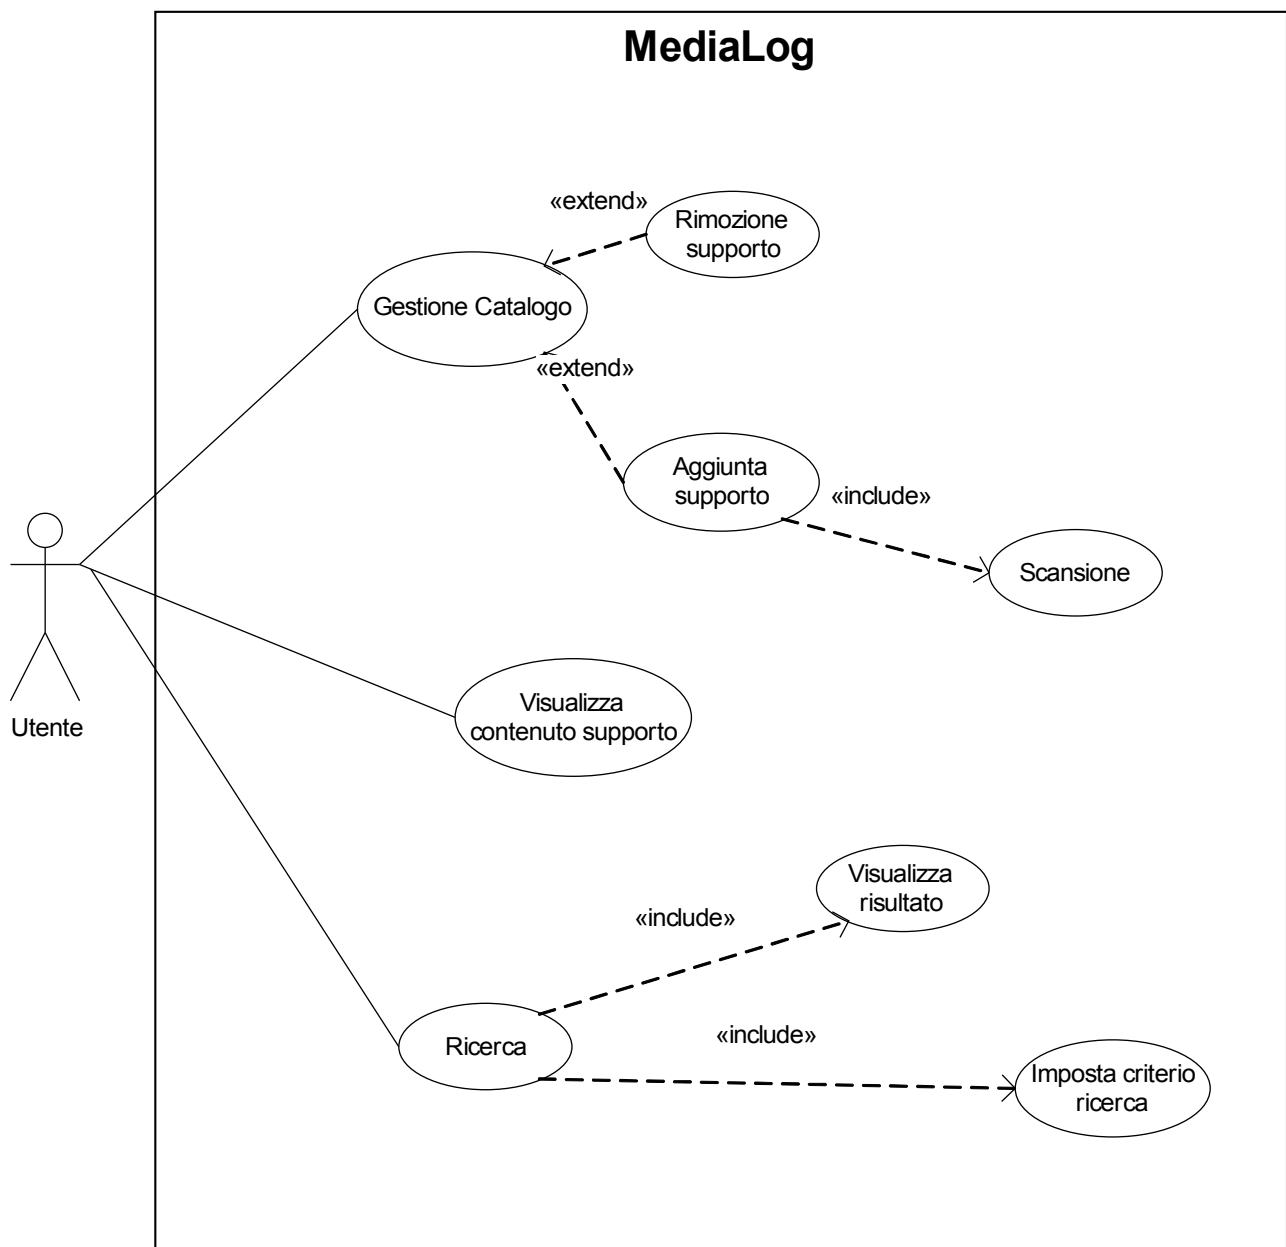 MediaLog
«extend»
Rimozione
supporto
Gestione Catalogo
«extend»
Aggiunta
supporto
«include»
Scansione
Utente
Visualizza
contenuto supporto
Visualizza
risultato
«include»
Ricerca
«include»
Imposta criterio
ricerca